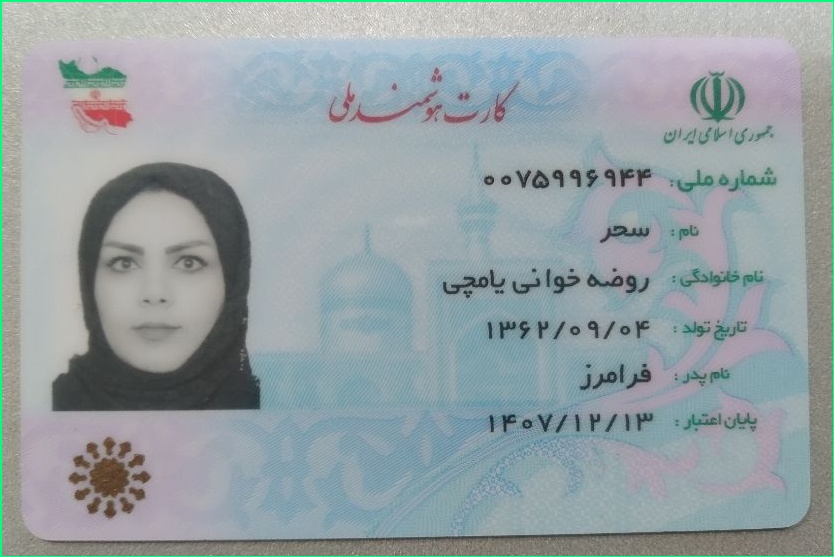 کارت هوشمند ملی
جمهوری اسلامی ایران
شماره ملی: ۰۰۷۵۹۹۶۹۴۴
نام: سحر
نام خانوادگی: روضه خوانی یامچی
تاریخ تولد: ۱۳۶۲/۰۹/۰۴
نام پدر: فرامرز
پایان اعتبار: ۱۴۰۷/۱۲/۱۳